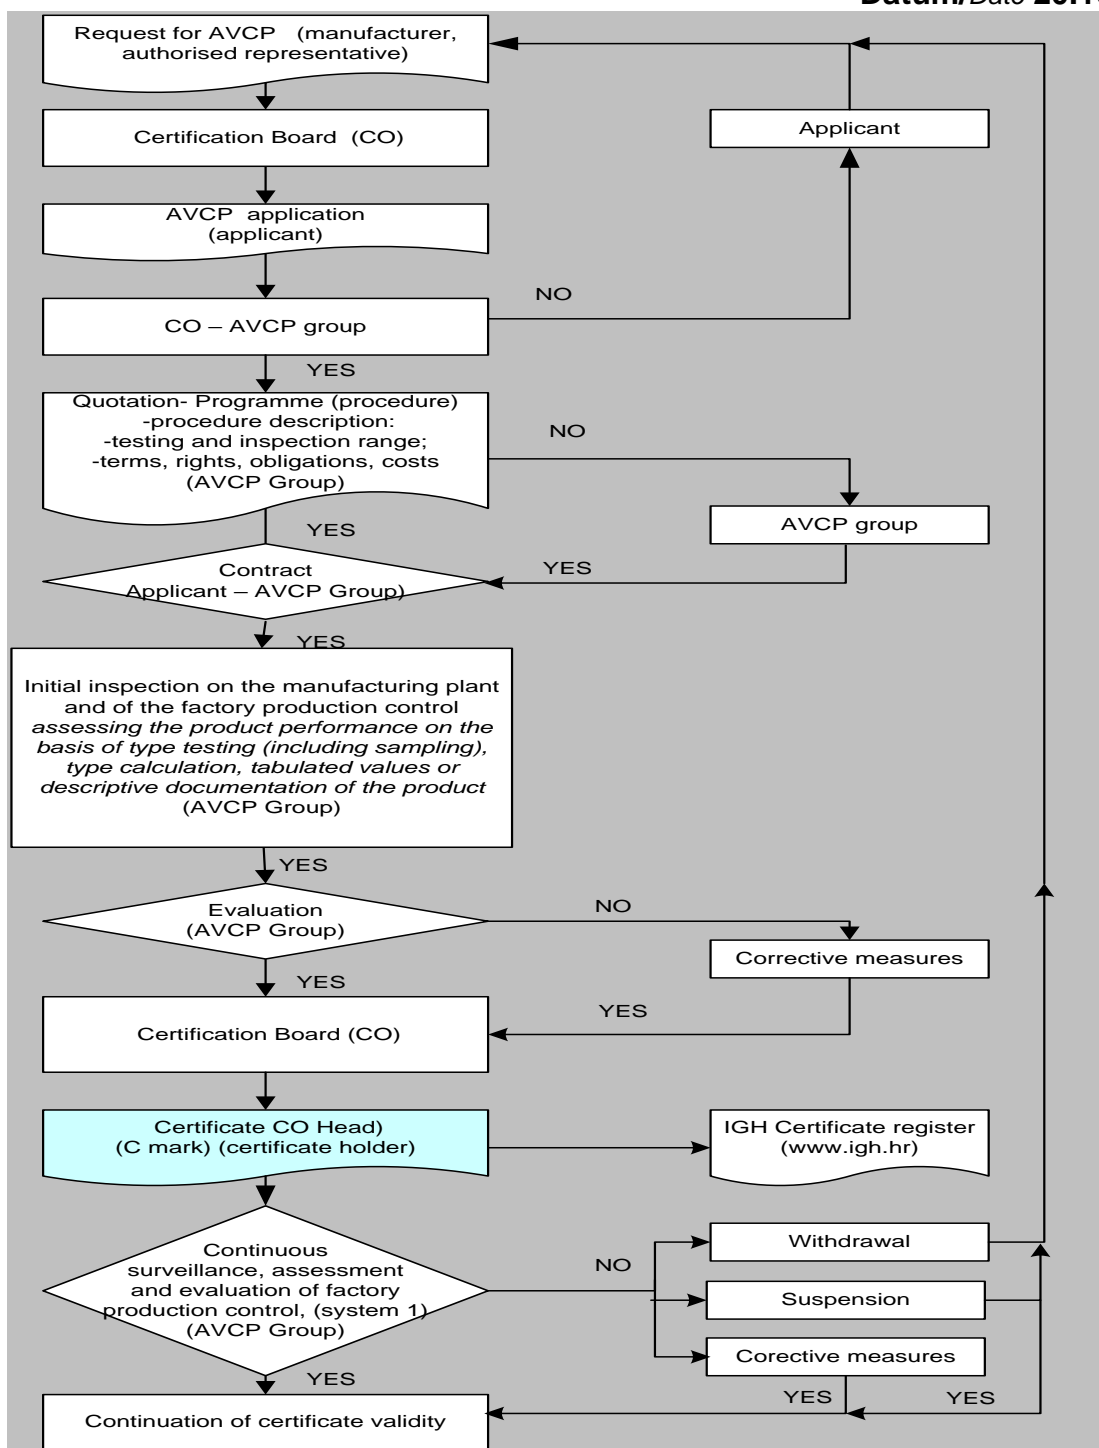 Datum/Dato
Request for AVCP (manufacturer,
authorised representative)
Applicant
Certification Board (CO)
AVCP application
(applicant)
NO
CO – AVCP group
YES
Quotation- Programme (procedure)
-procedure description:
-testing and inspection range;
-terms, rights, obligations, costs
(AVCP Group)
NO
AVCP group
YES
Contract
Applicant – AVCP Group)
YES
YES
Initial inspection on the manufacturing plant
and of the factory production control
assessing the product performance on the
basis of type testing (including sampling),
type calculation, tabulated values or
descriptive documentation of the product
(AVCP Group)
YES
Evaluation
(AVCP Group)
NO
Corrective measures
YES
YES
Certification Board (CO)
Certificate CO Head)
(C mark) (certificate holder)
IGH Certificate register
(www.igh.hr)
Continuous
surveillance, assessment
and evaluation of factory
production control, (system 1)
(AVCP Group)
NO
Withdrawal
Suspension
Corective measures
YES
YES
YES
Continuation of certificate validity